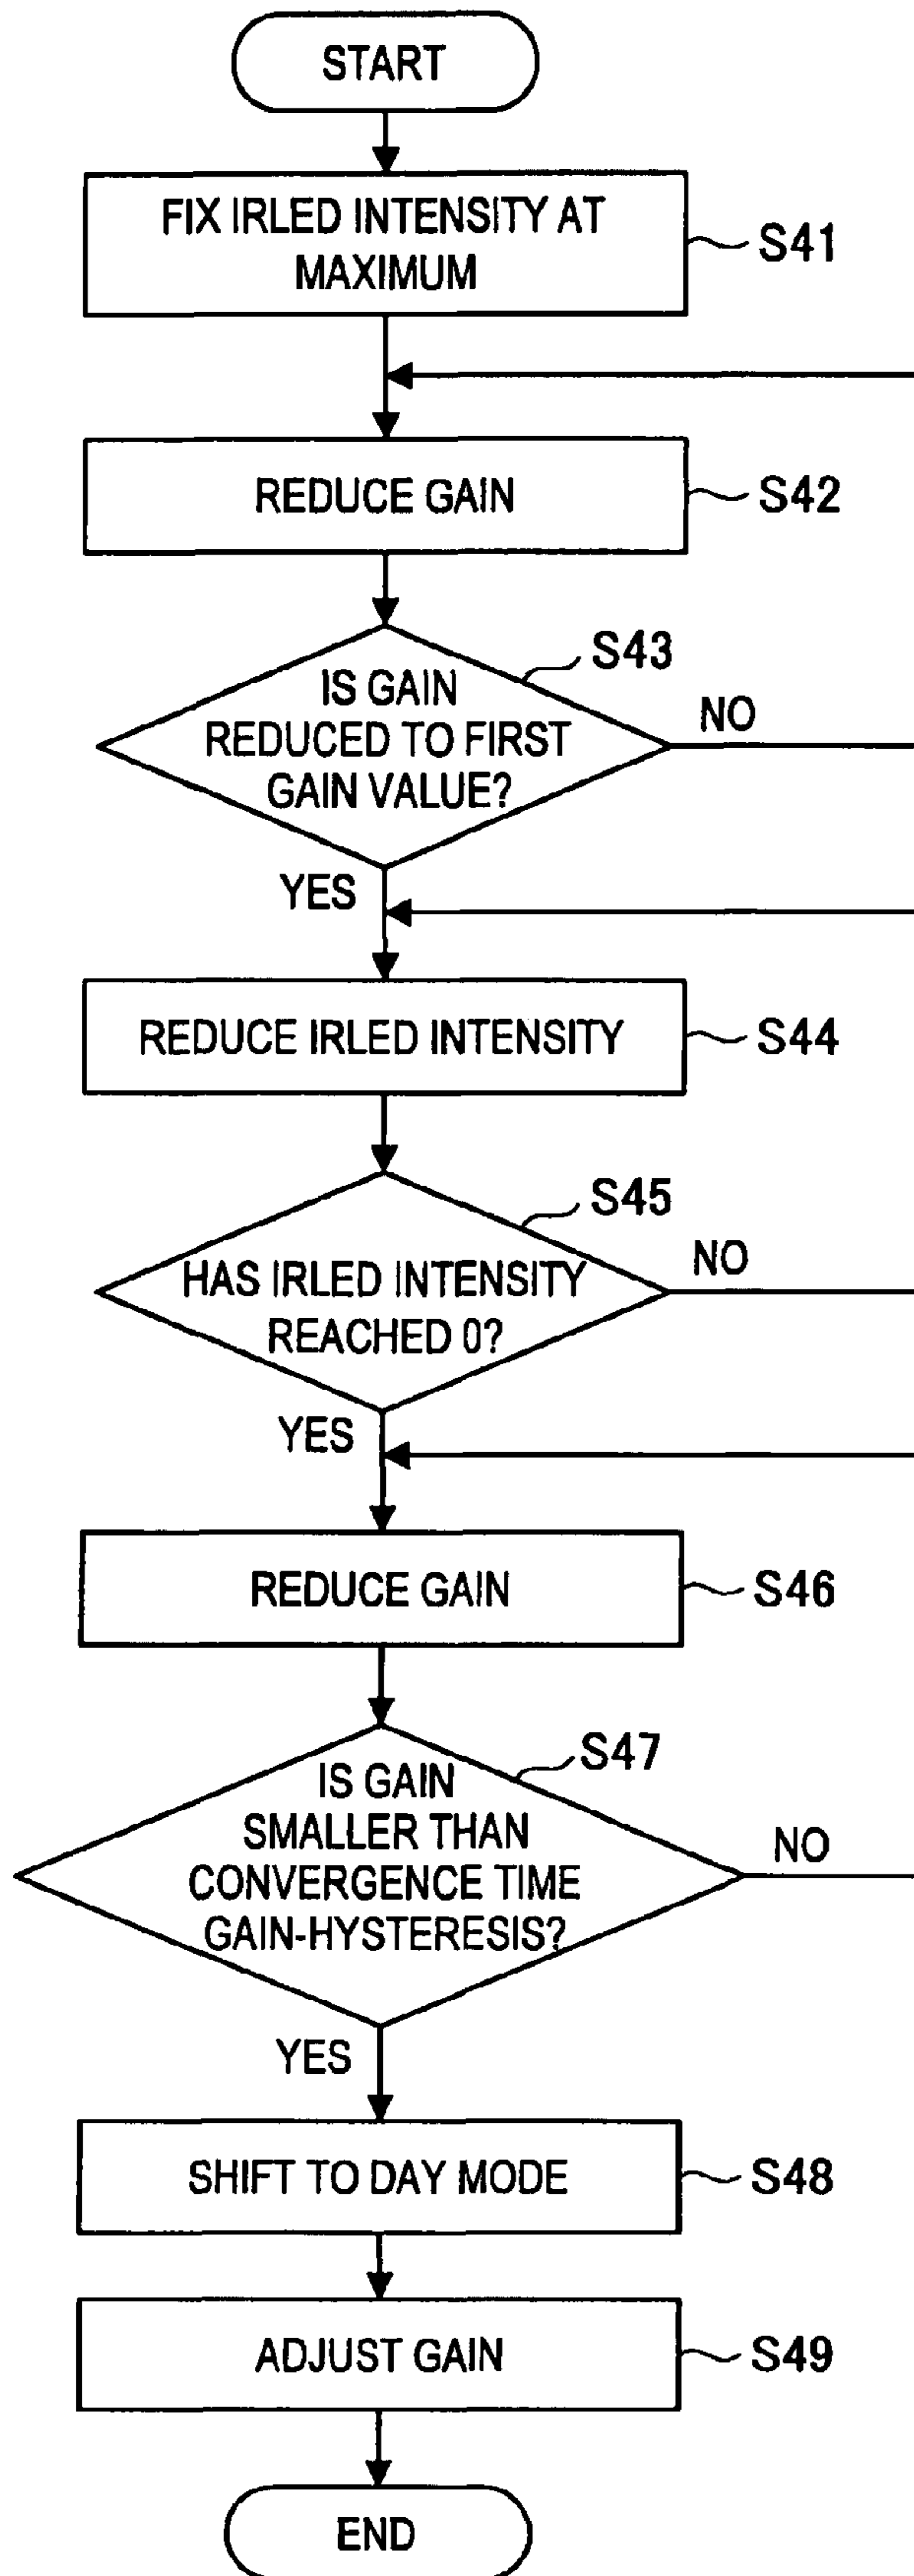 START
FIX IRLED INTENSITY AT
MAXIMUM
S41
REDUCE GAIN
S42
S43
IS GAIN
REDUCED TO FIRST
GAIN VALUE?
NO
YES
REDUCE IRLED INTENSITY
S44
S45
HAS IRLED INTENSITY
REACHED 0?
NO
YES
REDUCE GAIN
S46
S47
IS GAIN
SMALLER THAN
CONVERGENCE TIME
GAIN-HYSTERESIS?
NO
YES
SHIFT TO DAY MODE
S48
ADJUST GAIN
S49
END